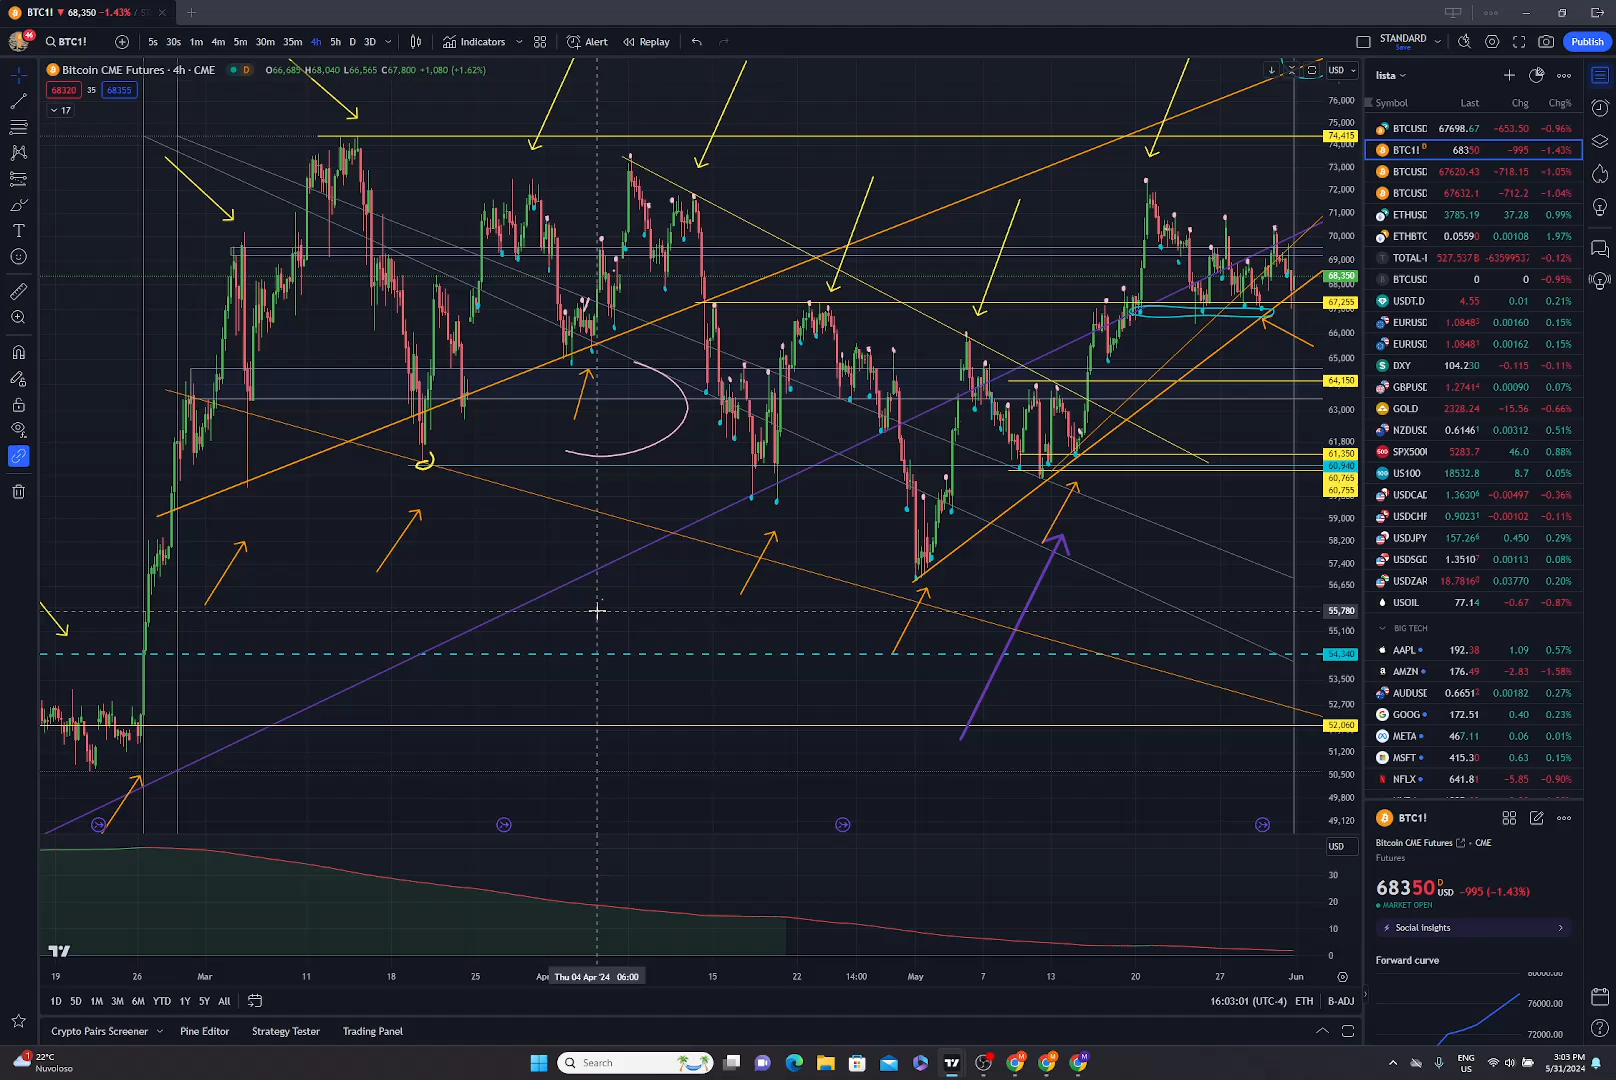 BTC1! ▼ 68,350 −1.43% /
46
BTC1!
5s 30s 1m 4m 5m 30m 35m 4h 5h D 3D
Indicators
Alert
Replay
STANDARD
Save
Publish
Bitcoin CME Futures · 4h · CME
D
O66,685 H68,040 L66,565 C67,800 +1,080 (+1.62%)
68320 35 68355
17
USD
76,000
75,000
74,415
74,000
73,000
72,000
71,000
70,000
69,000
68,350
68,000
67,255
66,000
65,000
64,150
63,000
61,800
61,350
60,940
60,765
60,755
59,000
58,200
57,400
56,650
55,780
55,100
54,340
53,500
52,700
52,060
51,200
50,500
49,800
49,120
USD
30
20
10
0
19 26 Mar 11 18 25 Apr Thu 04 Apr '24 06:00 15 22 14:00 May 7 13 20 27 Jun
1D 5D 1M 3M 6M YTD 1Y 5Y All
16:03:01 (UTC-4) ETH B-ADJ
Crypto Pairs Screener Pine Editor Strategy Tester Trading Panel
lista
Symbol Last Chg Chg%
BTCUSD 67698.67 −653.50 −0.96%
BTC1! D 68350 −995 −1.43%
BTCUSD 67620.43 −718.15 −1.05%
BTCUSD 67632.1 −712.2 −1.04%
ETHUSD 3785.19 37.28 0.99%
ETHBTC 0.05590 0.00108 1.97%
TOTAL-I 527.537B −63599537 −0.12%
BTCUSD 0 0 −0.95%
USDT.D 4.55 0.01 0.21%
EURUSD 1.08483 0.00160 0.15%
EURUSD 1.08481 0.00162 0.15%
DXY 104.230 −0.115 −0.11%
GBPUSD 1.27414 0.00090 0.07%
GOLD 2328.24 −15.56 −0.66%
NZDUSD 0.61461 0.00312 0.51%
SPX500 5283.7 46.0 0.88%
US100 18532.8 8.7 0.05%
USDCAD 1.36306 −0.00497 −0.36%
USDCHF 0.90231 −0.00102 −0.11%
USDJPY 157.266 0.450 0.29%
USDSGD 1.35107 0.00113 0.08%
USDZAR 18.78160 0.03770 0.20%
USOIL 77.14 −0.67 −0.87%
BIG TECH
AAPL 192.38 1.09 0.57%
AMZN 176.49 −2.83 −1.58%
AUDUSD 0.66512 0.00182 0.27%
GOOG 172.51 0.40 0.23%
META 467.11 0.06 0.01%
MSFT 415.30 0.63 0.15%
NFLX 641.81 −5.85 −0.90%
BTC1!
Bitcoin CME Futures · CME
Futures
68350 D USD −995 (−1.43%)
MARKET OPEN
Social insights
Forward curve
80000.00
76000.00
72000.00
22°C
Nuvoloso
Search
ENG
US
3:03 PM
5/31/2024